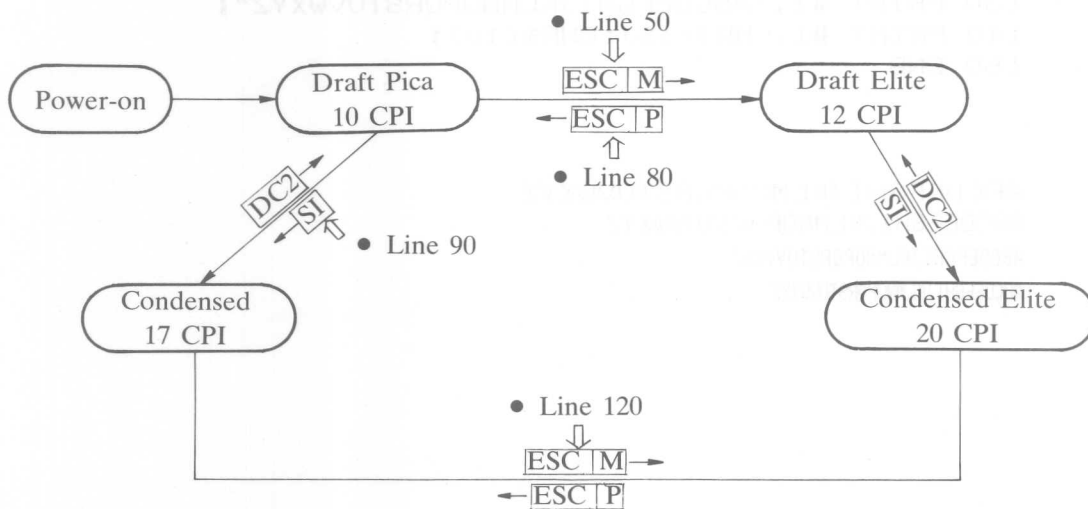 ● Line 50
Power-on
Draft Pica
10 CPI
ESC M
ESC P
Draft Elite
12 CPI
● Line 80
DC2
SI
● Line 90
SI
DC2
Condensed
17 CPI
Condensed Elite
20 CPI
● Line 120
ESC M
ESC P